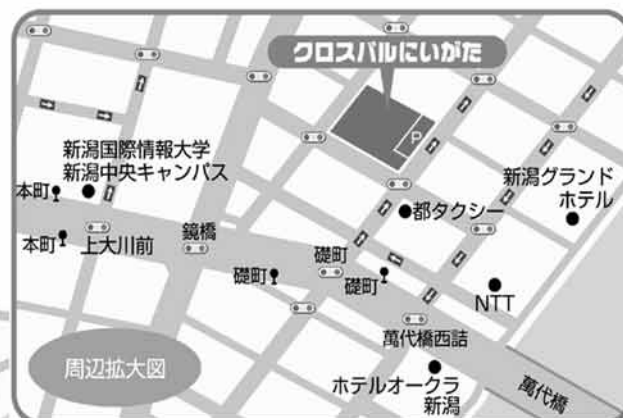 クロスパルにいがた
P
新潟国際情報大学
新潟中央キャンパス
新潟グランド
ホテル
本町
都タクシー
本町
上大川前
鏡橋
礎町
礎町
礎町
NTT
萬代橋西詰
周辺拡大図
ホテルオークラ
新潟
萬代橋